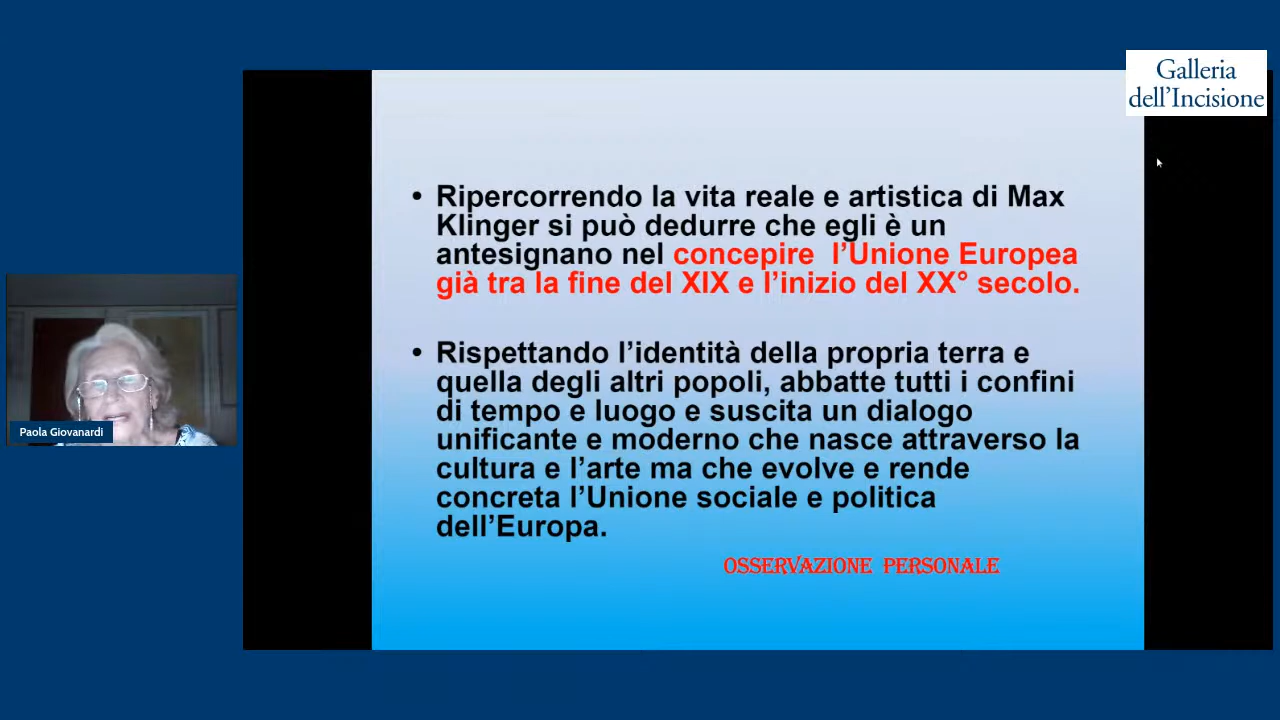 Galleria
dell'Incisione
• Ripercorrendo la vita reale e artistica di Max
Klinger si può dedurre che egli è un
antesignano nel concepire l'Unione Europea
già tra la fine del XIX e l'inizio del XX° secolo.
• Rispettando l'identità della propria terra e
quella degli altri popoli, abbatte tutti i confini
di tempo e luogo e suscita un dialogo
unificante e moderno che nasce attraverso la
cultura e l'arte ma che evolve e rende
concreta l'Unione sociale e politica
dell'Europa.
OSSERVAZIONE PERSONALE
Paola Giovanardi